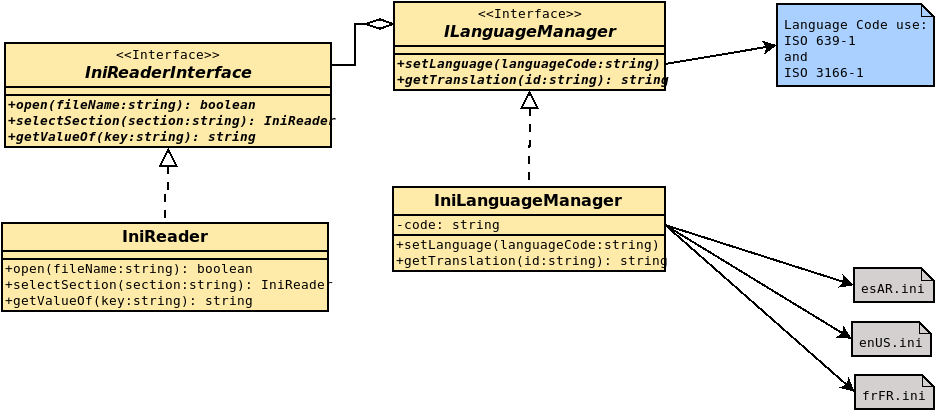 <<Interface>>
IniReaderInterface
+open(fileName:string): boolean
+selectSection(section:string): IniReader
+getValueOf(key:string): string
<<Interface>>
ILanguageManager
+setLanguage(languageCode:string)
+getTranslation(id:string): string
Language Code use:
ISO 639-1
and
ISO 3166-1
IniReader
+open(fileName:string): boolean
+selectSection(section:string): IniReader
+getValueOf(key:string): string
IniLanguageManager
-code: string
+setLanguage(languageCode:string)
+getTranslation(id:string): string
esAR.ini
enUS.ini
frFR.ini